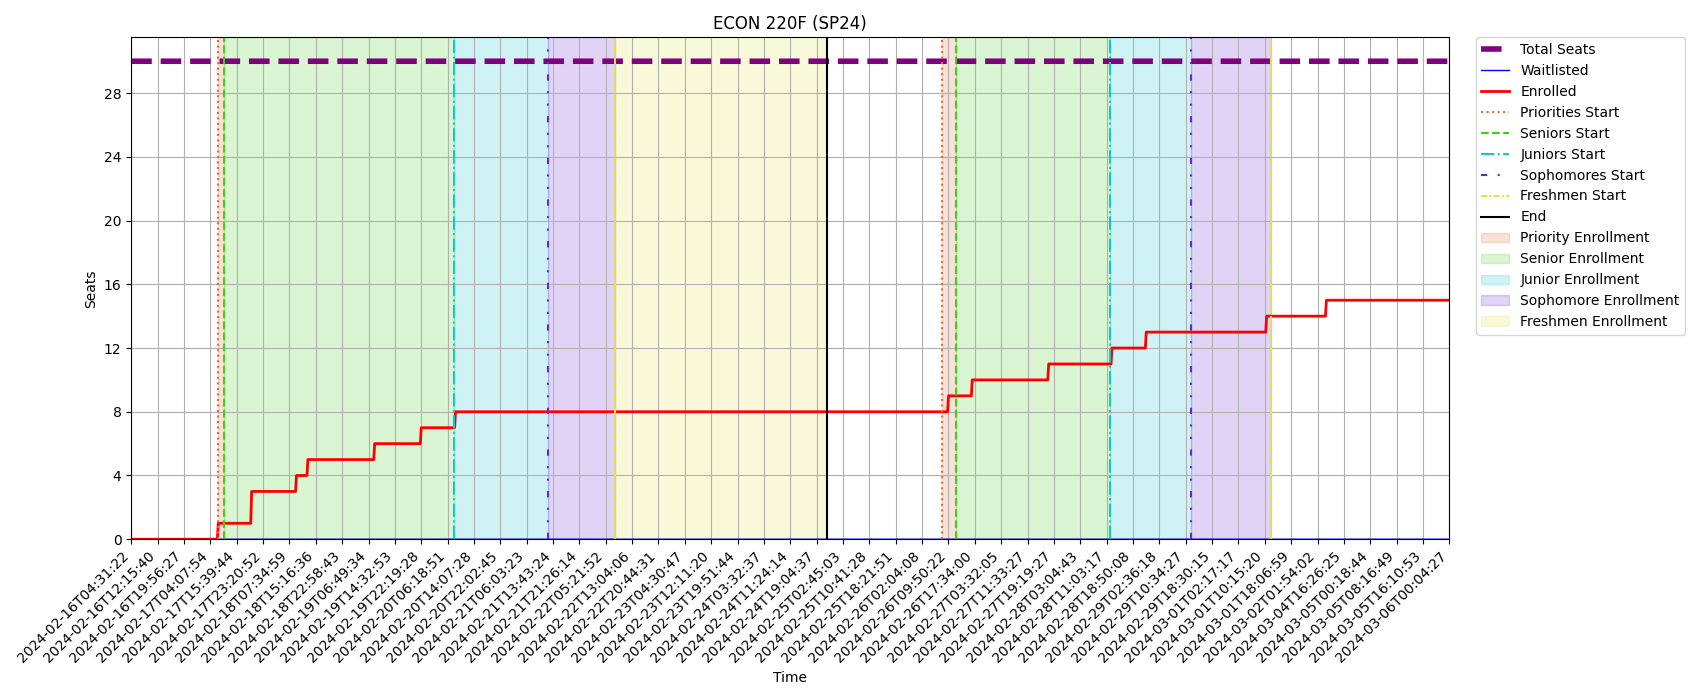 ECON 220F (SP24)
Total Seats
Waitlisted
Enrolled
Priorities Start
Seniors Start
Juniors Start
Sophomores Start
Freshmen Start
End
Priority Enrollment
Senior Enrollment
Junior Enrollment
Sophomore Enrollment
Freshmen Enrollment
Seats
28
24
20
16
12
8
4
0
2024-02-16T04:31:22
2024-02-16T12:15:40
2024-02-16T19:56:27
2024-02-17T04:07:54
2024-02-17T15:39:44
2024-02-17T23:20:52
2024-02-18T07:34:59
2024-02-18T15:16:36
2024-02-18T22:58:43
2024-02-19T06:49:34
2024-02-19T14:32:53
2024-02-19T22:19:28
2024-02-20T06:18:51
2024-02-20T14:07:28
2024-02-20T22:02:45
2024-02-21T06:03:23
2024-02-21T13:43:24
2024-02-21T21:26:14
2024-02-22T05:21:52
2024-02-22T13:04:06
2024-02-22T20:44:31
2024-02-23T04:30:47
2024-02-23T12:11:20
2024-02-23T19:51:44
2024-02-24T03:32:37
2024-02-24T11:24:14
2024-02-24T19:04:37
2024-02-25T02:45:03
2024-02-25T10:41:28
2024-02-25T18:21:51
2024-02-26T02:04:08
2024-02-26T09:50:22
2024-02-26T17:34:00
2024-02-27T03:32:05
2024-02-27T11:33:27
2024-02-27T19:19:27
2024-02-28T03:04:43
2024-02-28T11:03:17
2024-02-28T18:50:08
2024-02-29T02:36:18
2024-02-29T10:34:27
2024-02-29T18:30:15
2024-03-01T02:17:17
2024-03-01T10:15:20
2024-03-01T18:06:59
2024-03-02T01:54:02
2024-03-04T16:26:25
2024-03-05T00:18:44
2024-03-05T08:16:49
2024-03-05T16:10:53
2024-03-06T00:04:27
Time